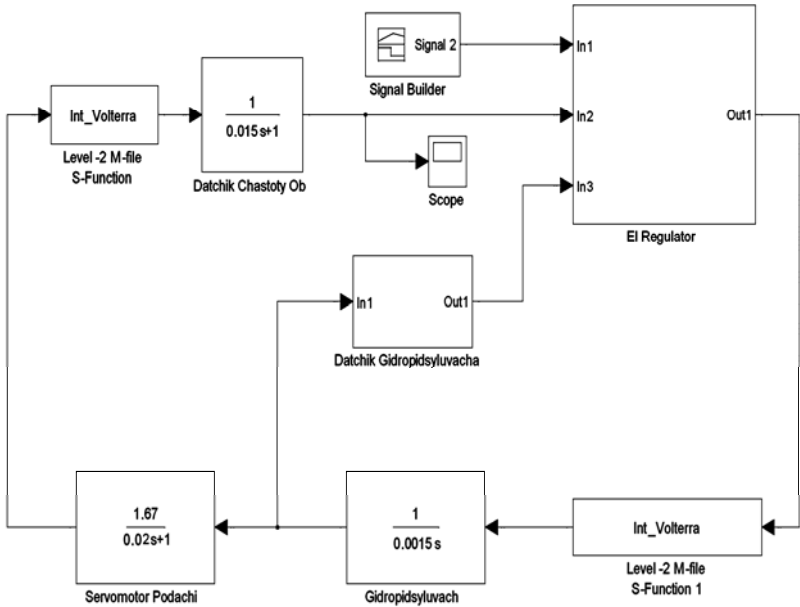 Signal 2
Signal Builder
In1
In2
In3
Out1
El Regulator
Int_Volterra
Level -2 M-file
S-Function
1
0.015 s+1
Datchik Chastoty Ob
Scope
In1
Out1
Datchik Gidropidsyluvacha
1.67
0.02s+1
Servomotor Podachi
1
0.0015 s
Gidropidsyluvach
Int_Volterra
Level -2 M-file
S-Function 1